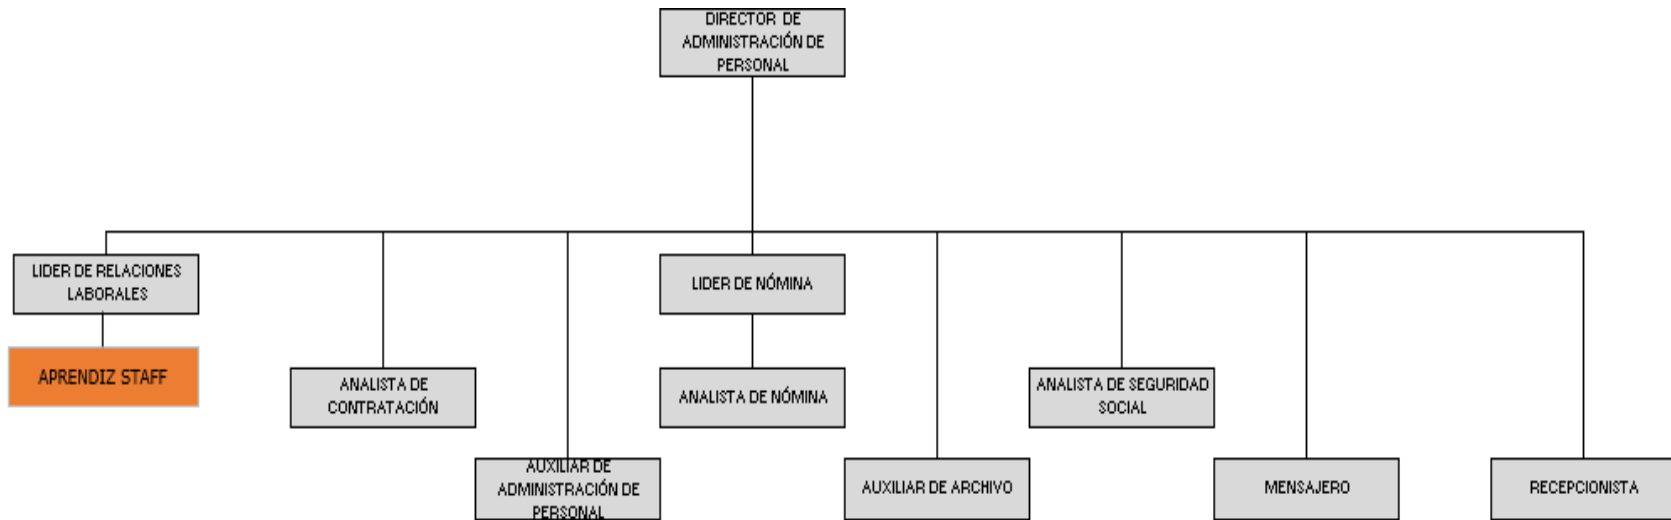 DIRECTOR DE
ADMINISTRACIÓN DE
PERSONAL
LIDER DE RELACIONES
LABORALES
LIDER DE NÓMINA
APRENDIZ STAFF
ANALISTA DE
CONTRATACIÓN
ANALISTA DE NÓMINA
ANALISTA DE SEGURIDAD
SOCIAL
AUXILIAR DE
ADMINISTRACIÓN DE
PERSONAL
AUXILIAR DE ARCHIVO
MENSAJERO
RECEPCIONISTA